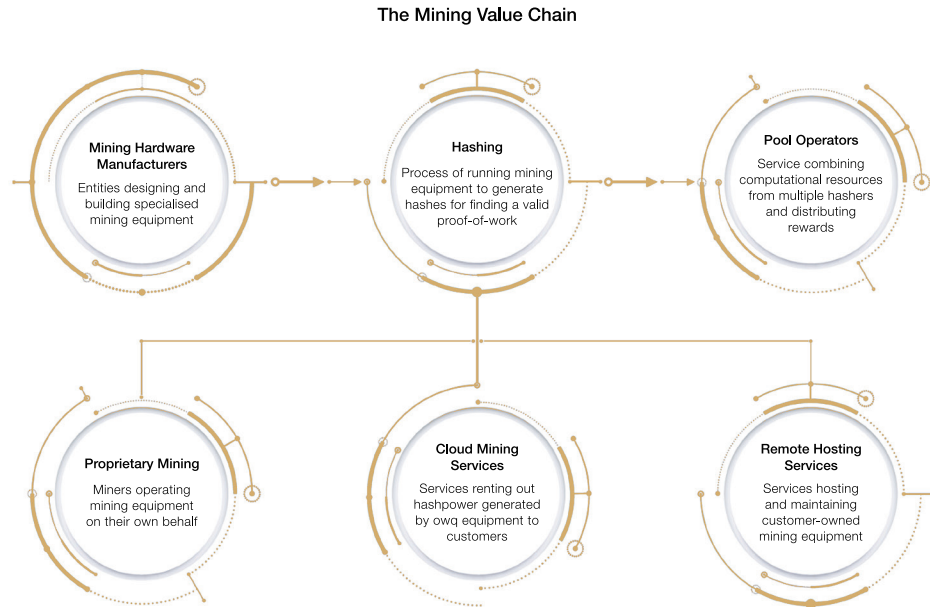 The Mining Value Chain
Mining Hardware
Manufacturers
Entities designing and
building specialised
mining equipment
Hashing
Process of running mining
equipment to generate
hashes for finding a valid
proof-of-work
Pool Operators
Service combining
computational resources
from multiple hashers
and distributing
rewards
Proprietary Mining
Miners operating
mining equipment
on their own behalf
Cloud Mining
Services
Services renting out
hashpower generated
by owq equipment to
customers
Remote Hosting
Services
Services hosting
and maintaining
customer-owned
mining equipment